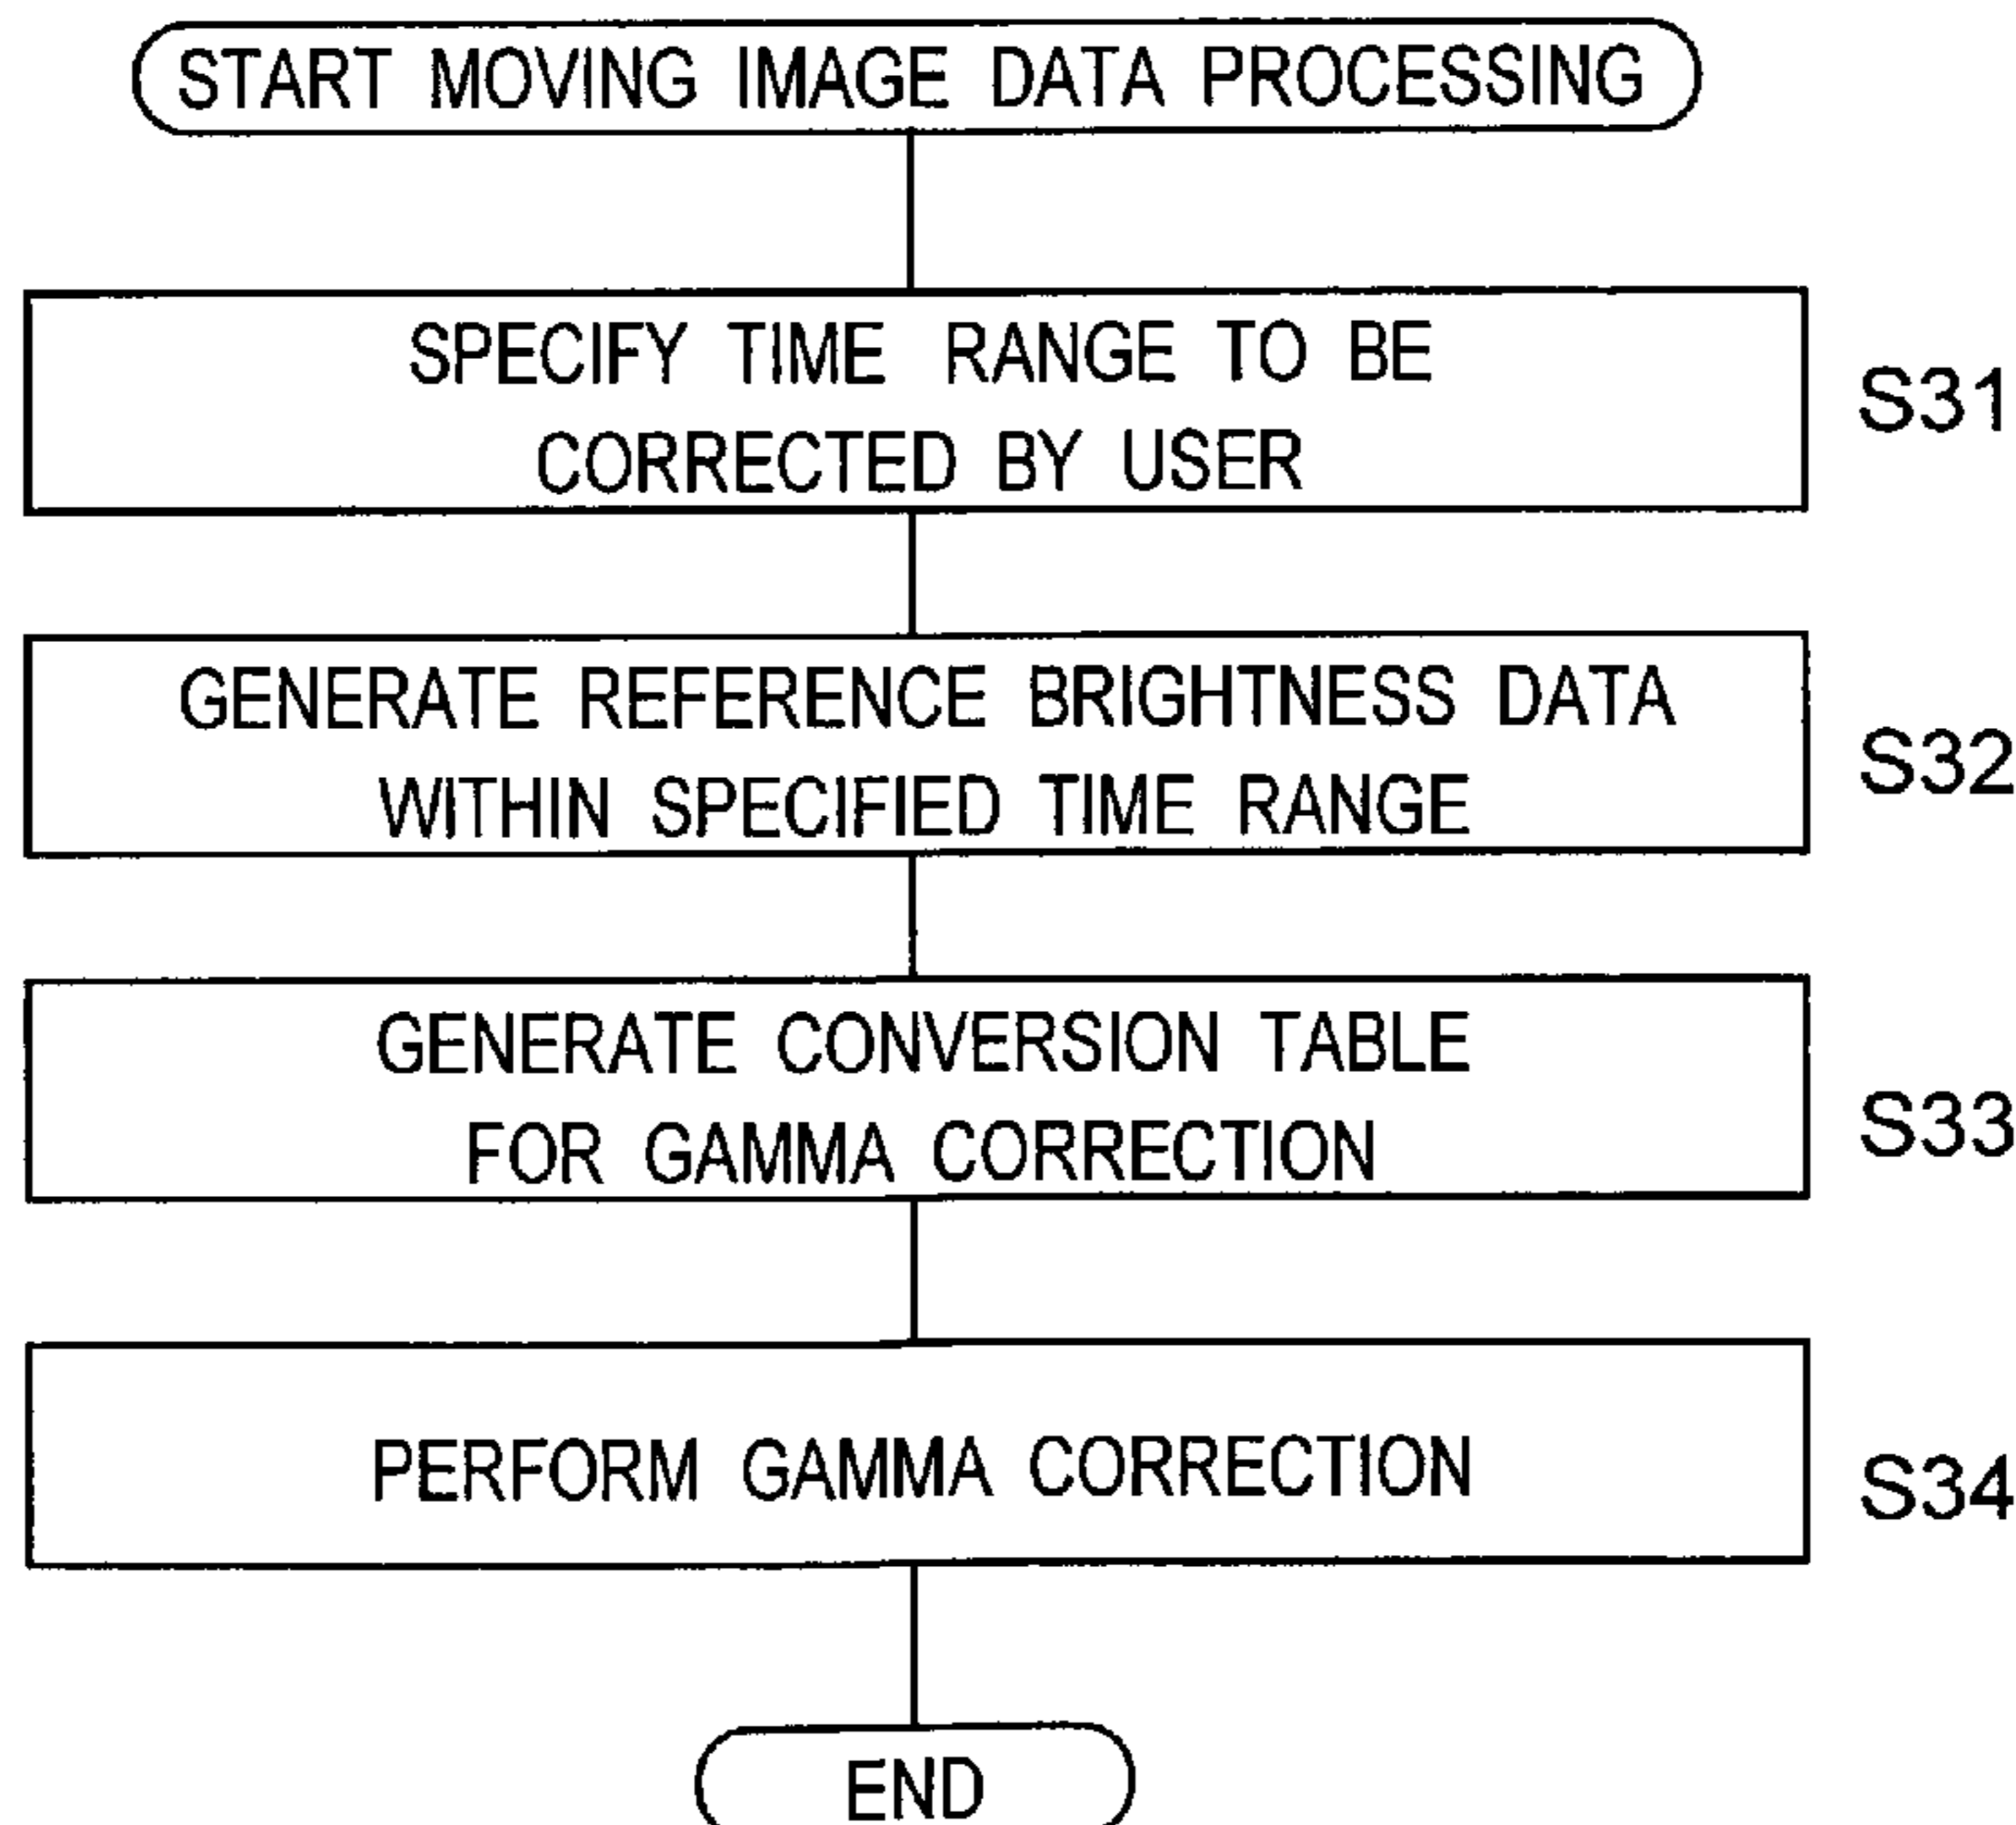 START MOVING IMAGE DATA PROCESSING
SPECIFY TIME RANGE TO BE
CORRECTED BY USER
S31
GENERATE REFERENCE BRIGHTNESS DATA
WITHIN SPECIFIED TIME RANGE
S32
GENERATE CONVERSION TABLE
FOR GAMMA CORRECTION
S33
PERFORM GAMMA CORRECTION
S34
END